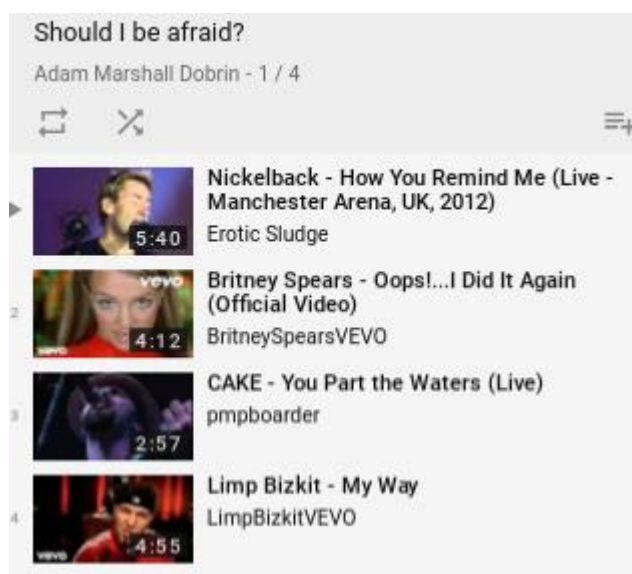 Should I be afraid?
Adam Marshall Dobrin - 1 / 4
Nickelback - How You Remind Me (Live -
Manchester Arena, UK, 2012)
5:40
Erotic Sludge
2
vevo
Britney Spears - Oops!...I Did It Again
(Official Video)
vevo
4:12
BritneySpearsVEVO
3
CAKE - You Part the Waters (Live)
pmpboarder
2:57
4
Limp Bizkit - My Way
LimpBizkitVEVO
vevo
4:55